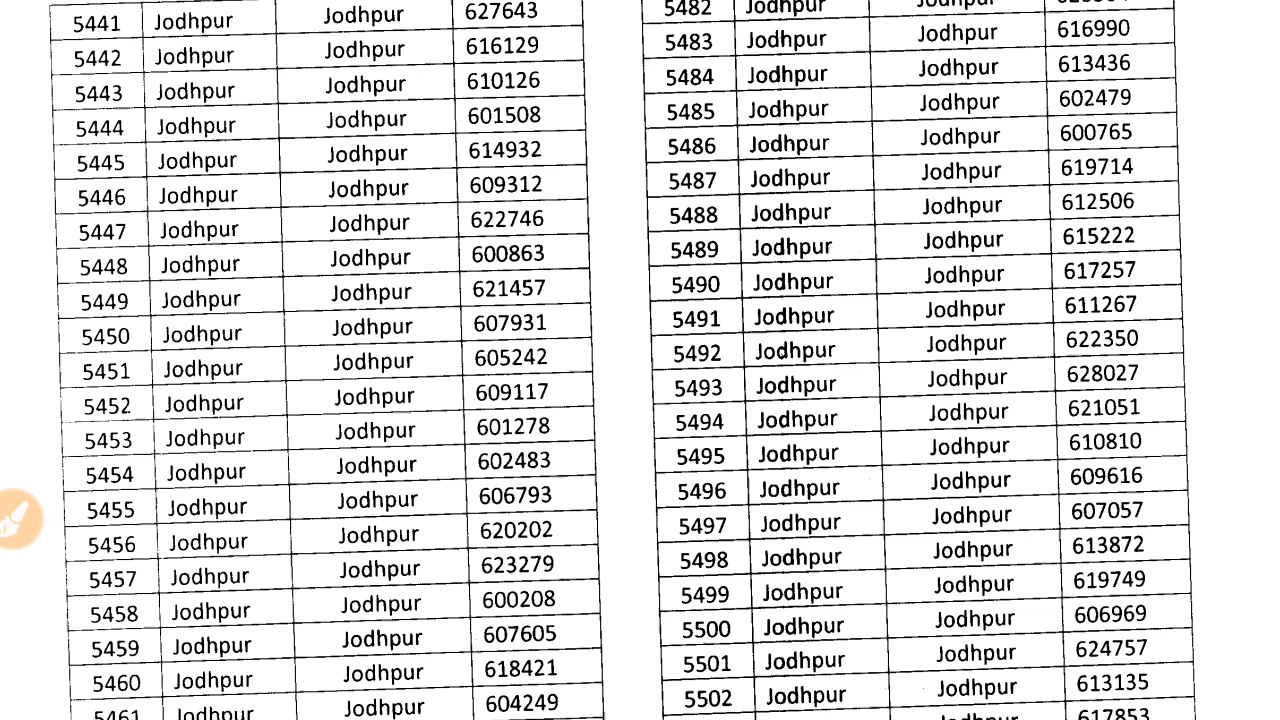 5441 Jodhpur Jodhpur 627643
5442 Jodhpur Jodhpur 616129
5443 Jodhpur Jodhpur 610126
5444 Jodhpur Jodhpur 601508
5445 Jodhpur Jodhpur 614932
5446 Jodhpur Jodhpur 609312
5447 Jodhpur Jodhpur 622746
5448 Jodhpur Jodhpur 600863
5449 Jodhpur Jodhpur 621457
5450 Jodhpur Jodhpur 607931
5451 Jodhpur Jodhpur 605242
5452 Jodhpur Jodhpur 609117
5453 Jodhpur Jodhpur 601278
5454 Jodhpur Jodhpur 602483
5455 Jodhpur Jodhpur 606793
5456 Jodhpur Jodhpur 620202
5457 Jodhpur Jodhpur 623279
5458 Jodhpur Jodhpur 600208
5459 Jodhpur Jodhpur 607605
5460 Jodhpur Jodhpur 618421
5461 Jodhpur Jodhpur 604249
5482 Jodhpur Jodhpur
5483 Jodhpur Jodhpur 616990
5484 Jodhpur Jodhpur 613436
5485 Jodhpur Jodhpur 602479
5486 Jodhpur Jodhpur 600765
5487 Jodhpur Jodhpur 619714
5488 Jodhpur Jodhpur 612506
5489 Jodhpur Jodhpur 615222
5490 Jodhpur Jodhpur 617257
5491 Jodhpur Jodhpur 611267
5492 Jodhpur Jodhpur 622350
5493 Jodhpur Jodhpur 628027
5494 Jodhpur Jodhpur 621051
5495 Jodhpur Jodhpur 610810
5496 Jodhpur Jodhpur 609616
5497 Jodhpur Jodhpur 607057
5498 Jodhpur Jodhpur 613872
5499 Jodhpur Jodhpur 619749
5500 Jodhpur Jodhpur 606969
5501 Jodhpur Jodhpur 624757
5502 Jodhpur Jodhpur 613135
617853